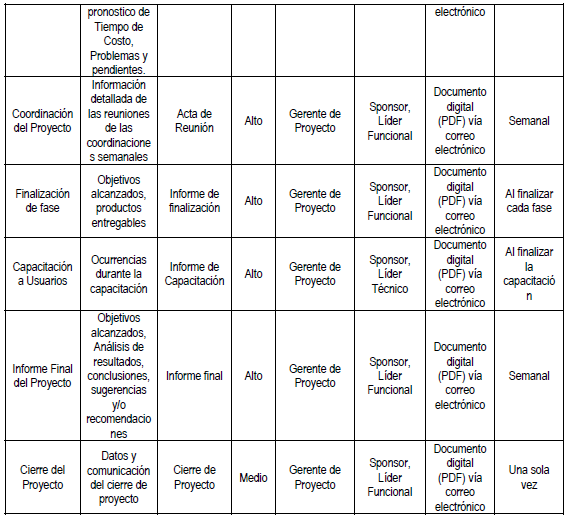 pronostico de
Tiempo de
Costo,
Problemas y
pendientes.
electrónico
Coordinación
del Proyecto
Información
detallada de
las reuniones
de las
coordinacione
s semanales
Acta de
Reunión
Alto
Gerente de
Proyecto
Sponsor,
Líder
Funcional
Documento
digital
(PDF) vía
correo
electrónico
Semanal
Finalización
de fase
Objetivos
alcanzados,
productos
entregables
Informe de
finalización
Alto
Gerente de
Proyecto
Sponsor,
Líder
Funcional
Documento
digital
(PDF) vía
correo
electrónico
Al finalizar
cada fase
Capacitación
a Usuarios
Ocurrencias
durante la
capacitación
Informe de
Capacitación
Alto
Gerente de
Proyecto
Sponsor,
Líder
Técnico
Documento
digital
(PDF) vía
correo
electrónico
Al finalizar
la
capacitació
n
Informe Final
del Proyecto
Objetivos
alcanzados,
Análisis de
resultados,
conclusiones,
sugerencias
y/o
recomendacio
nes
Informe final
Alto
Gerente de
Proyecto
Sponsor,
Líder
Funcional
Documento
digital
(PDF) vía
correo
electrónico
Semanal
Cierre del
Proyecto
Datos y
comunicación
del cierre de
proyecto
Cierre de
Proyecto
Medio
Gerente de
Proyecto
Sponsor,
Líder
Funcional
Documento
digital
(PDF) vía
correo
electrónico
Una sola
vez